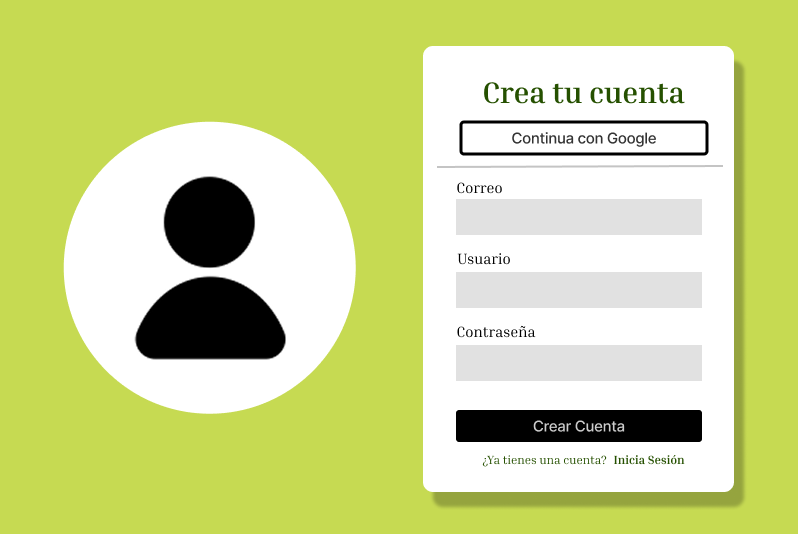 Crea tu cuenta
Continua con Google
Correo
Usuario
Contraseña
Crear Cuenta
¿Ya tienes una cuenta? Inicia Sesión